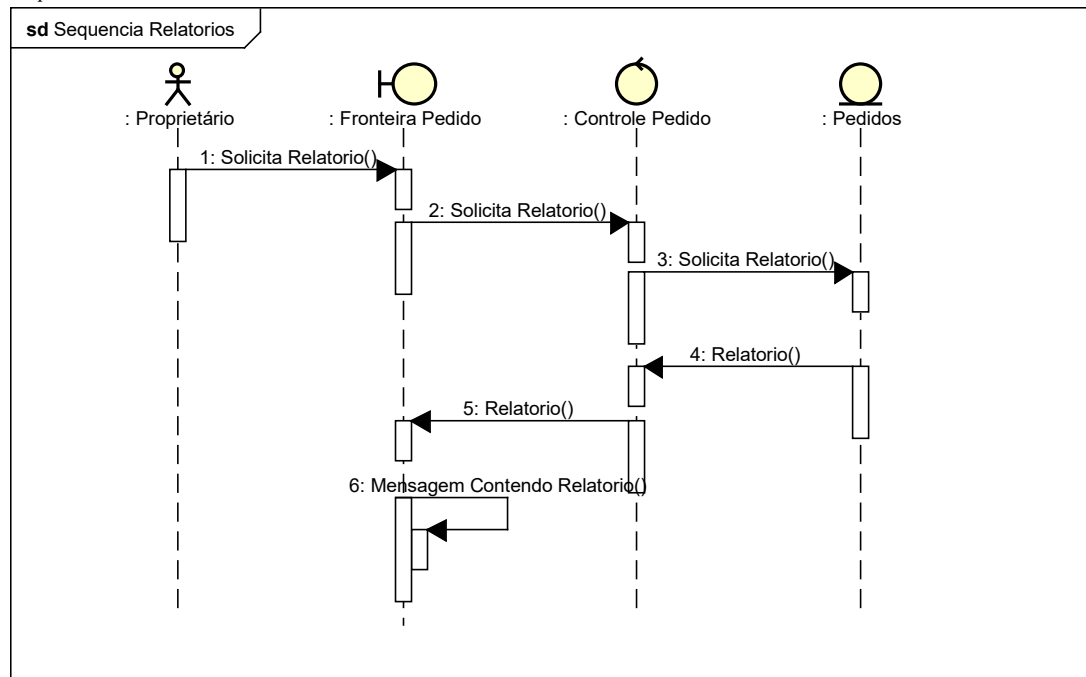 sd Sequencia Relatorios
: Proprietário
: Fronteira Pedido
: Controle Pedido
: Pedidos
1: Solicita Relatorio()
2: Solicita Relatorio()
3: Solicita Relatorio()
4: Relatorio()
5: Relatorio()
6: Mensagem Contendo Relatorio()